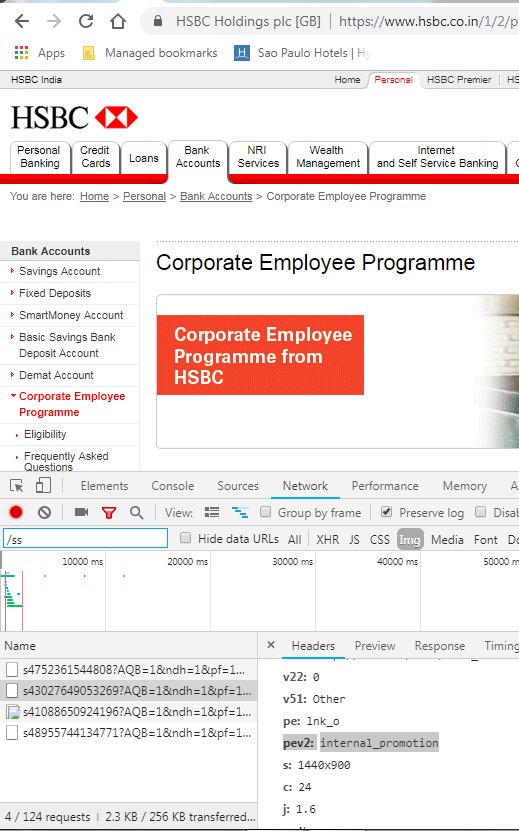 HSBC Holdings plc [GB] | https://www.hsbc.co.in/1/2/p
Apps Managed bookmarks Sao Paulo Hotels | Hy
HSBC India Home Personal HSBC Premier HS
HSBC
Personal Banking Credit Cards Loans Bank Accounts NRI Services Wealth Management Internet and Self Service Banking
You are here: Home > Personal > Bank Accounts > Corporate Employee Programme
Bank Accounts
Savings Account
Fixed Deposits
SmartMoney Account
Basic Savings Bank
Deposit Account
Demat Account
Corporate Employee
Programme
Eligibility
Frequently Asked
Questions
Corporate Employee Programme
Corporate Employee
Programme from
HSBC
Elements Console Sources Network Performance Memory A
View: Group by frame Preserve log Disab
/ss Hide data URLs All XHR JS CSS Img Media Font Do
10000 ms 20000 ms 30000 ms 40000 ms 50000 m
Name
s4752361544808?AQB=1&ndh=1&pf=1...
s43027649053269?AQB=1&ndh=1&pf=1...
s41088650924196?AQB=1&ndh=1&pf=1...
s48955744134771?AQB=1&ndh=1&pf=1...
4 / 124 requests | 2.3 KB / 256 KB transferred...
× Headers Preview Response Timing
v22: 0
v51: Other
pe: lnk_o
pev2: internal_promotion
s: 1440x900
c: 24
j: 1.6